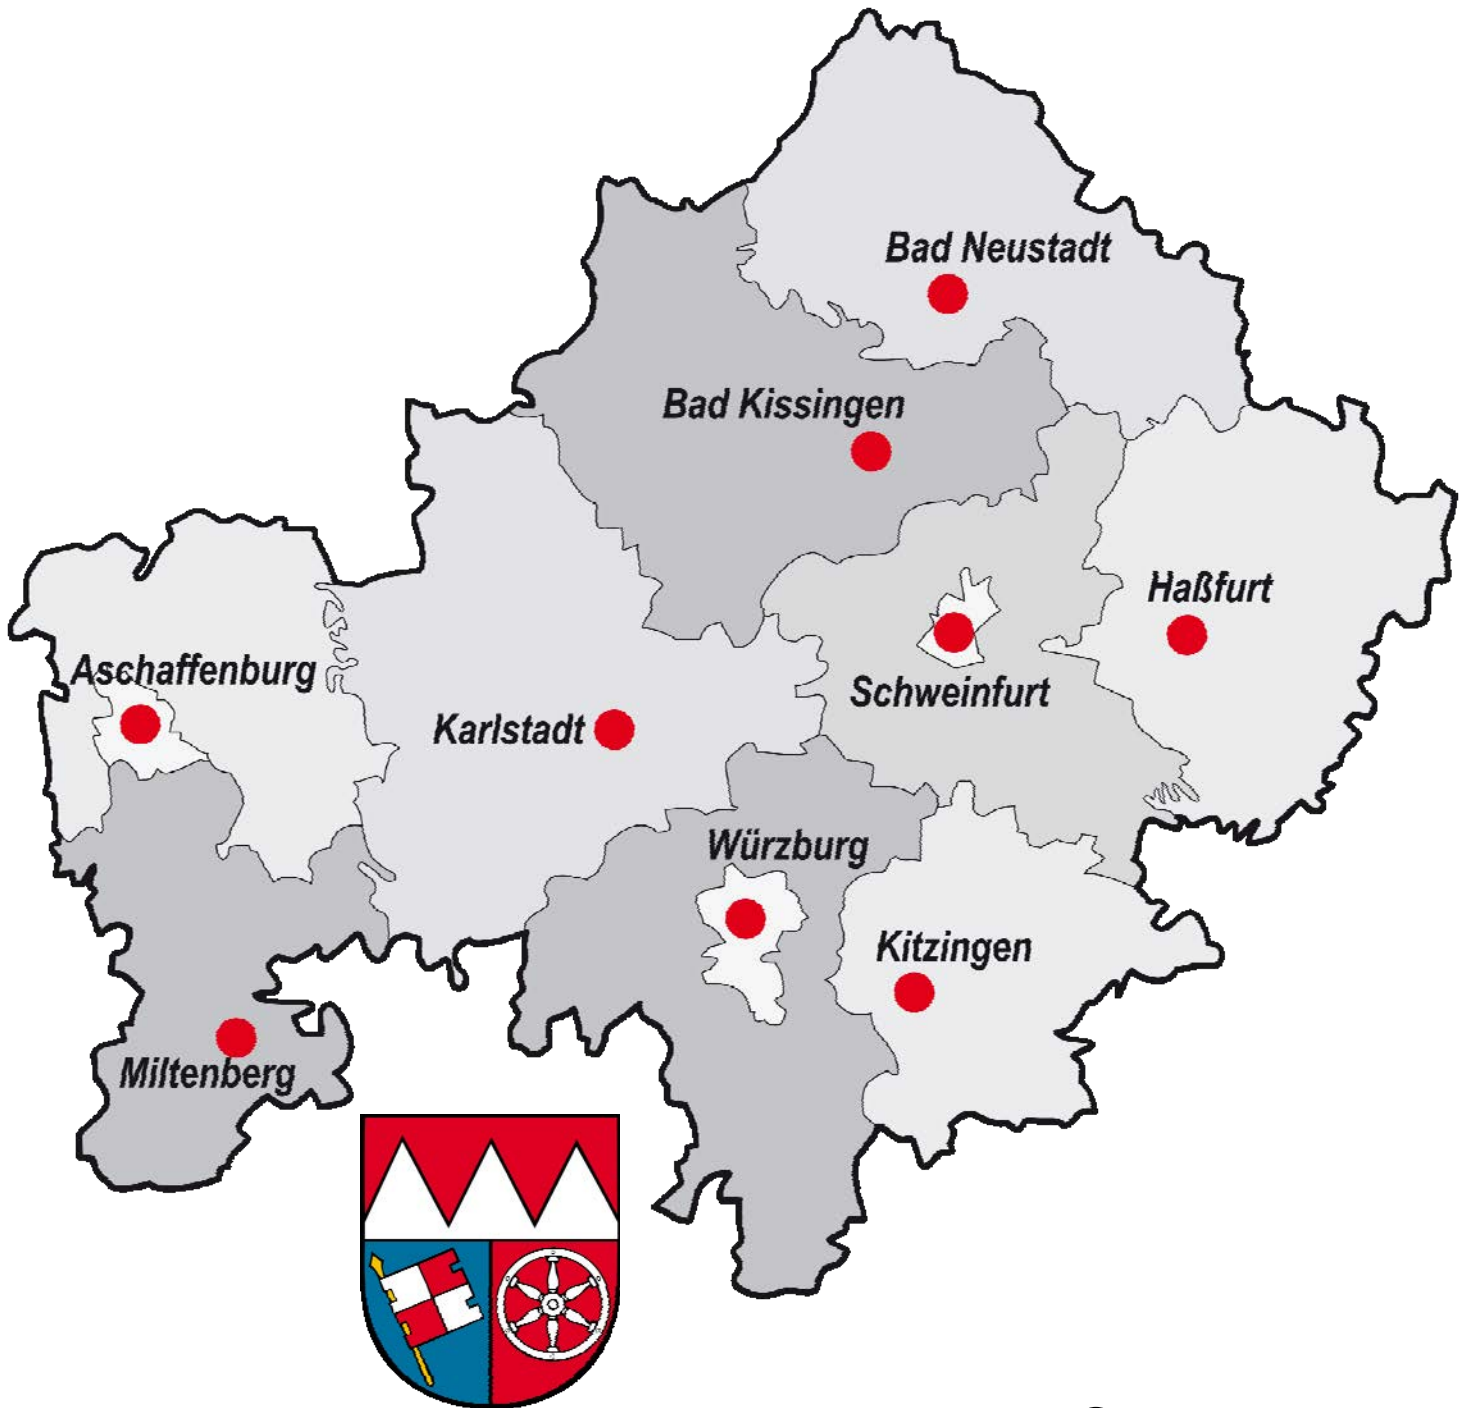 Bad Neustadt
Bad Kissingen
Haßfurt
Aschaffenburg
Schweinfurt
Karlstadt
Würzburg
Kitzingen
Miltenberg